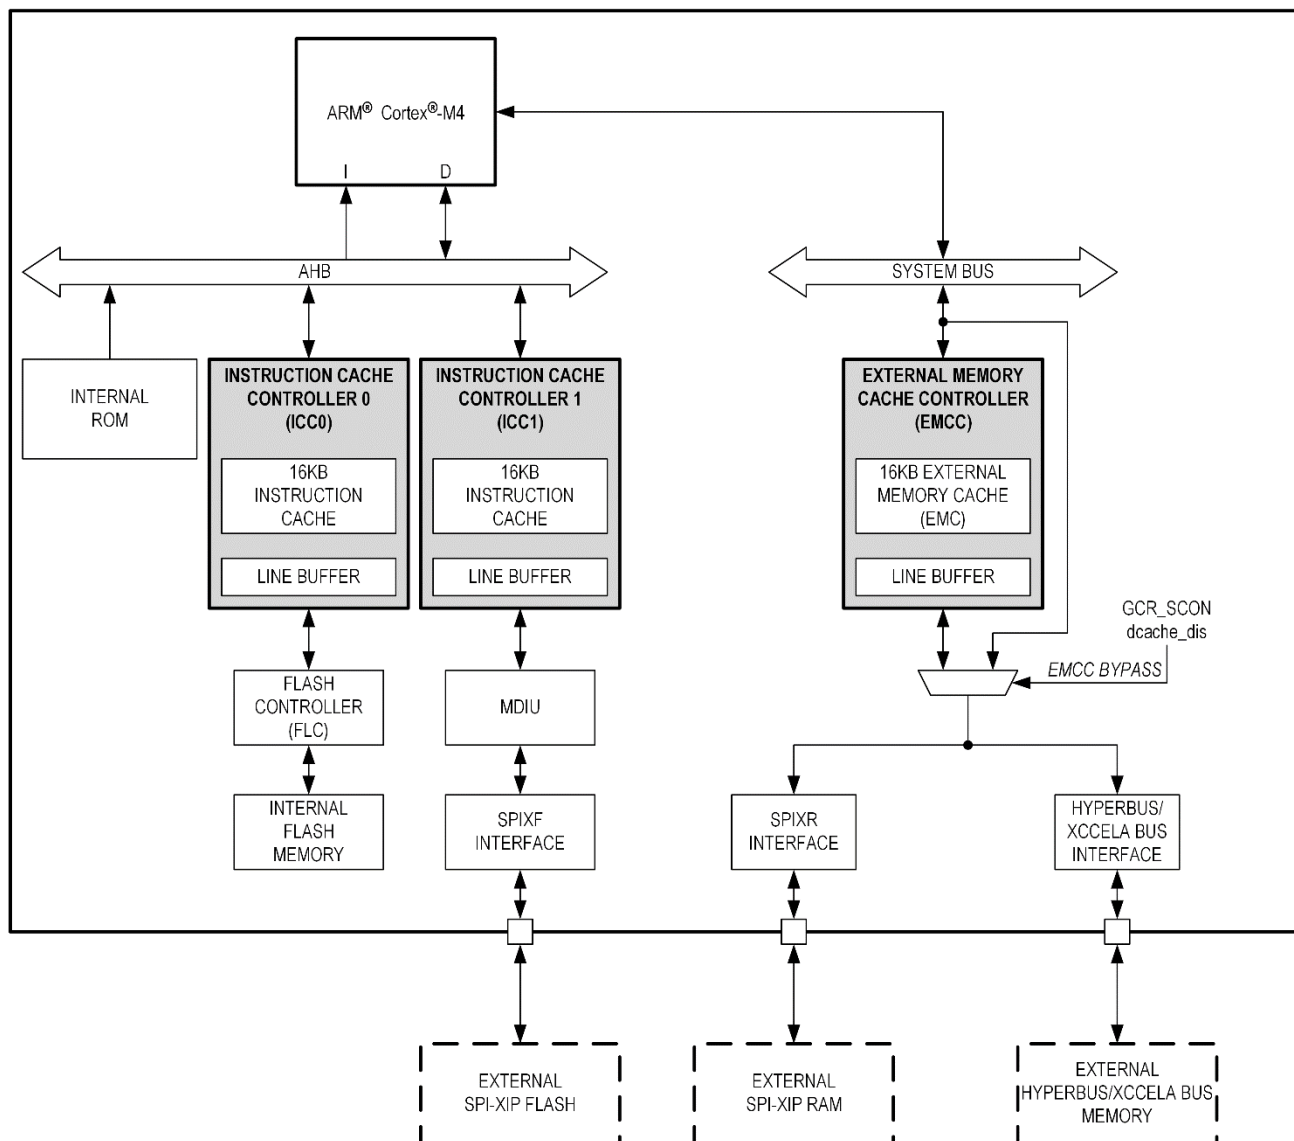 ARM® Cortex®-M4
I D
AHB
SYSTEM BUS
INTERNAL
ROM
INSTRUCTION CACHE
CONTROLLER 0
(ICC0)
16KB
INSTRUCTION
CACHE
LINE BUFFER
INSTRUCTION CACHE
CONTROLLER 1
(ICC1)
16KB
INSTRUCTION
CACHE
LINE BUFFER
EXTERNAL MEMORY
CACHE CONTROLLER
(EMCC)
16KB EXTERNAL
MEMORY CACHE
(EMC)
LINE BUFFER
GCR_SCON
dcache_dis
EMCC BYPASS
FLASH
CONTROLLER
(FLC)
MDIU
INTERNAL
FLASH
MEMORY
SPIXF
INTERFACE
SPIXR
INTERFACE
HYPERBUS/
XCCELA BUS
INTERFACE
EXTERNAL
SPI-XIP FLASH
EXTERNAL
SPI-XIP RAM
EXTERNAL
HYPERBUS/XCCELA BUS
MEMORY